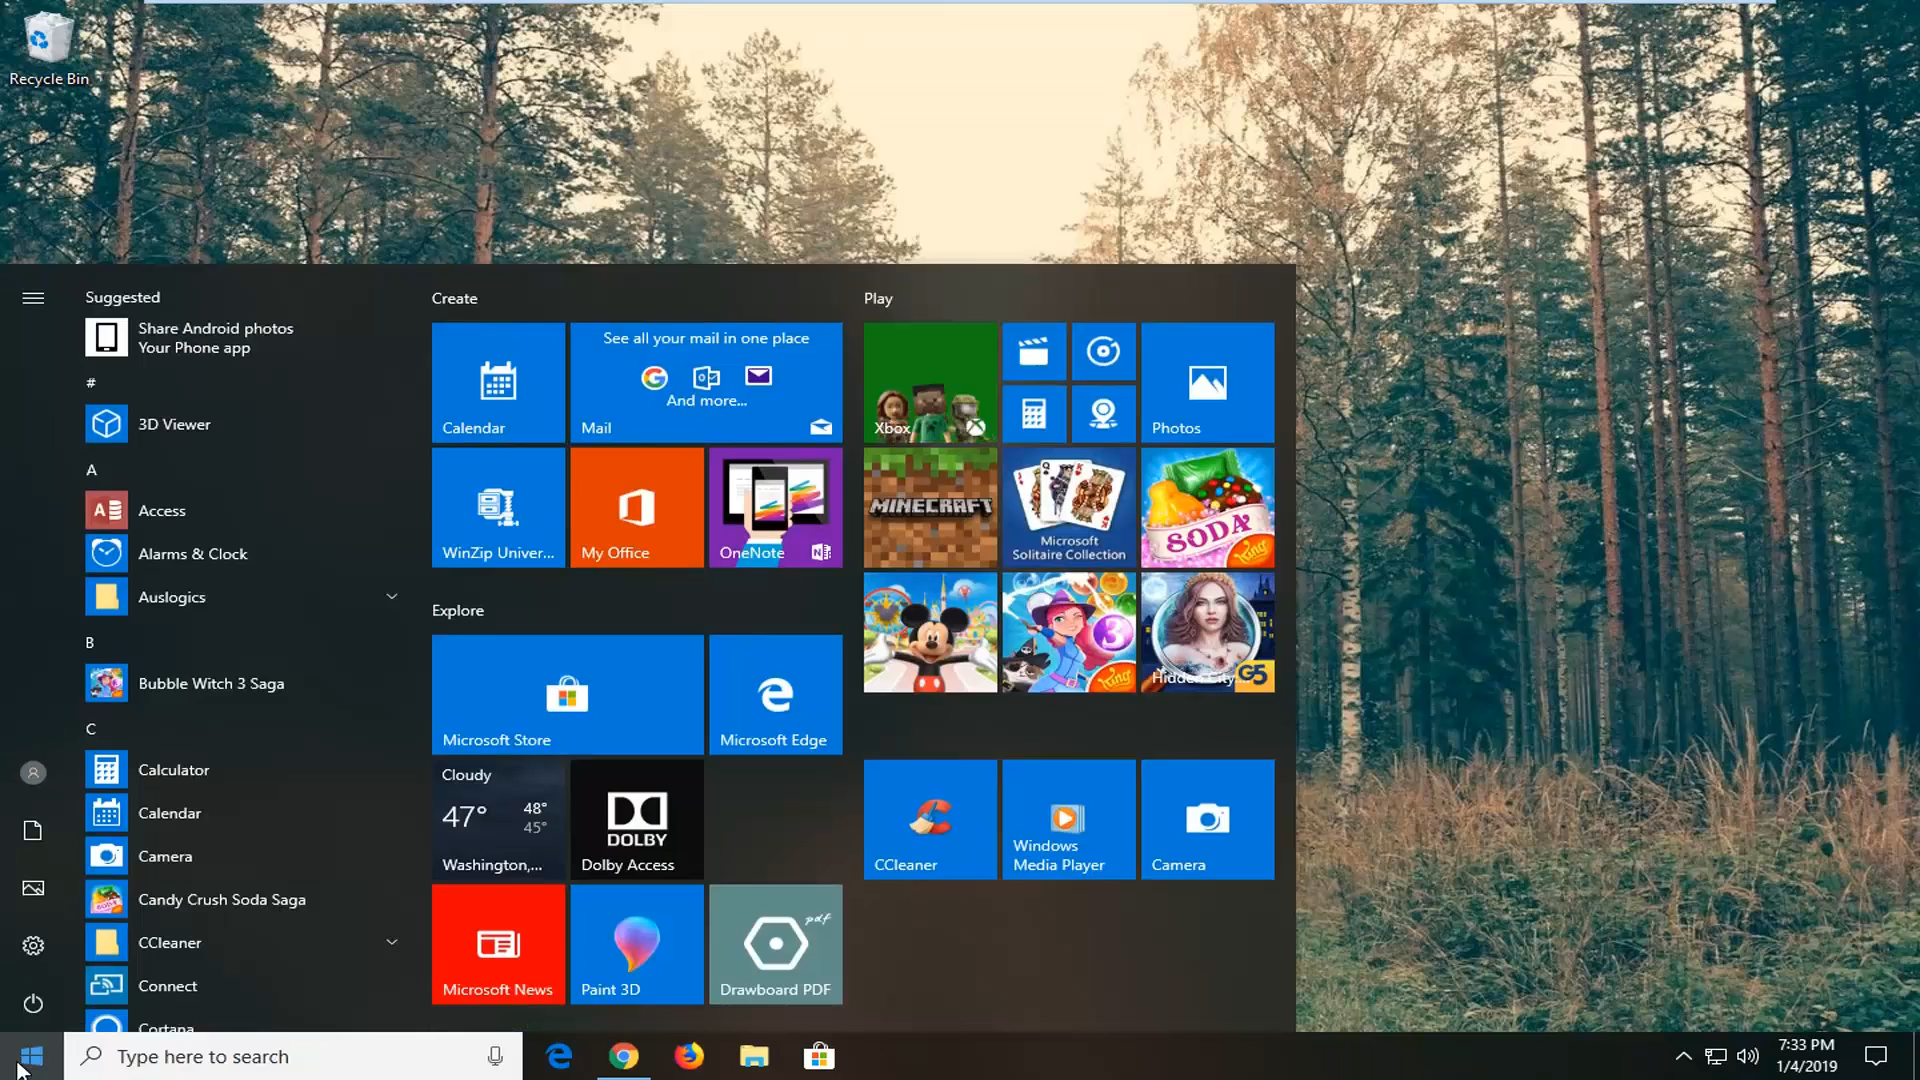 Recycle Bin
Suggested
Share Android photos
Your Phone app
#
3D Viewer
A
Access
Alarms & Clock
Auslogics
B
Bubble Witch 3 Saga
C
Calculator
Calendar
Camera
Candy Crush Soda Saga
CCleaner
Connect
Cortana
Create
Calendar
See all your mail in one place
And more...
Mail
WinZip Univer...
My Office
OneNote
Explore
Microsoft Store
Microsoft Edge
Cloudy
47°
48°
45°
Washington,...
DOLBY
Dolby Access
Microsoft News
Paint 3D
pdf
Drawboard PDF
Play
Xbox
Photos
MINECRAFT
Microsoft
Solitaire Collection
SODA
King
3
King
Hidden City...
G5
CCleaner
Windows
Media Player
Camera
Type here to search
7:33 PM
1/4/2019